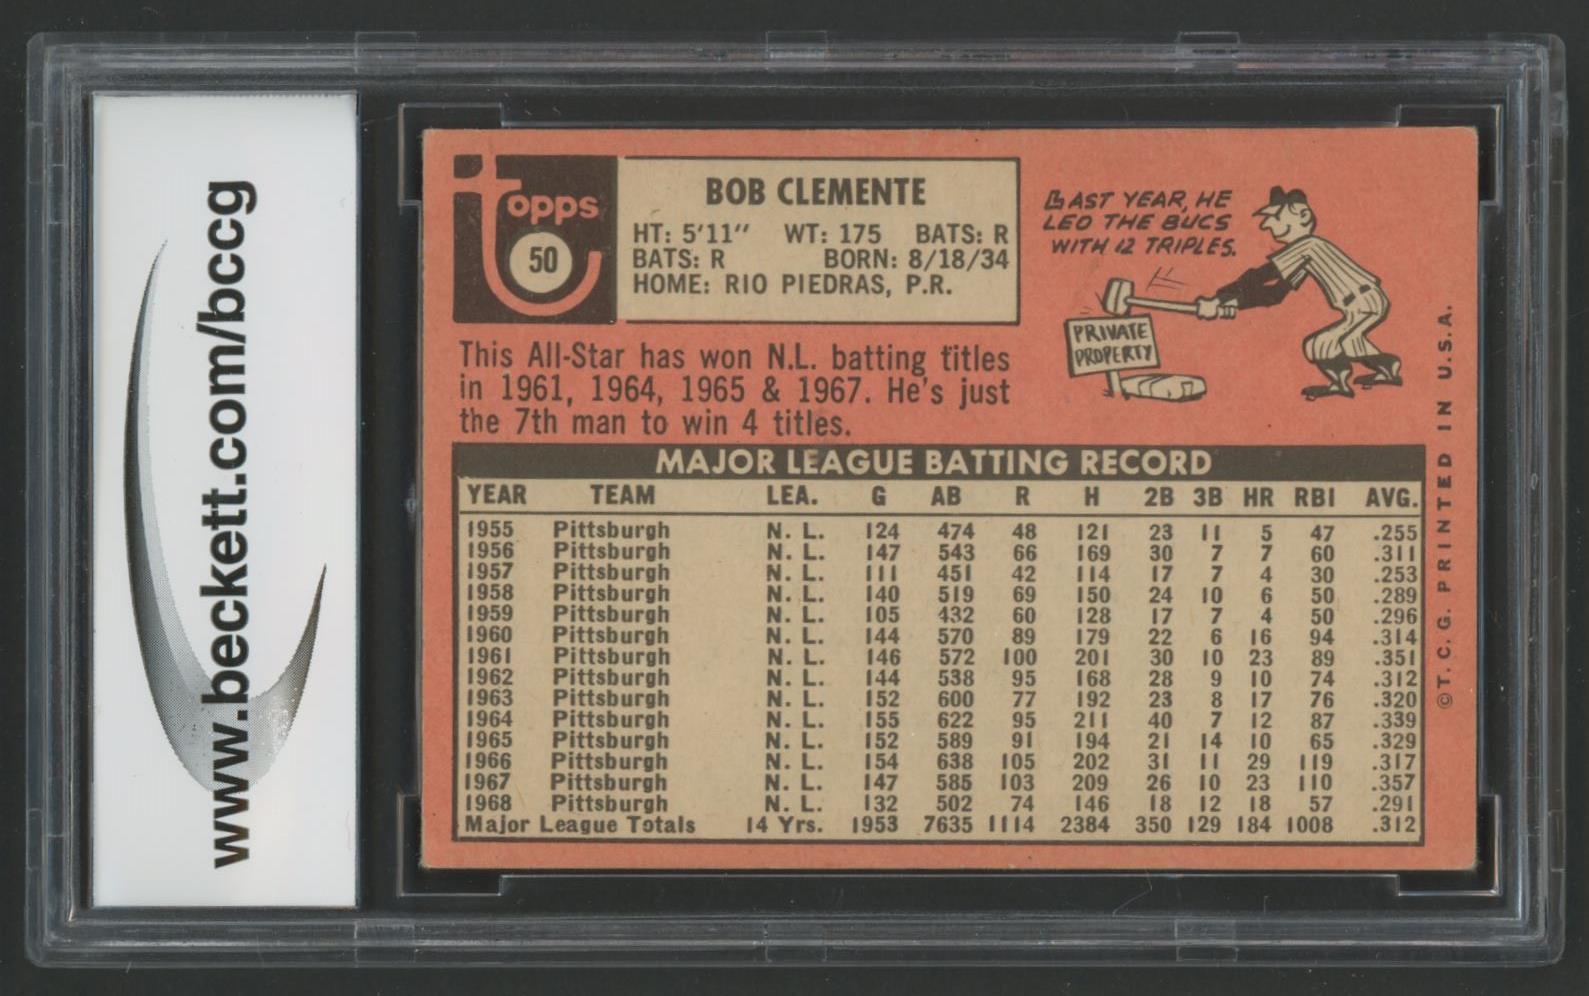 www.beckett.com/bccg
topps
50
BOB CLEMENTE
HT: 5'11" WT: 175 BATS: R
BATS: R BORN: 8/18/34
HOME: RIO PIEDRAS, P.R.
LAST YEAR, HE
LED THE BUCS
WITH 12 TRIPLES.
PRIVATE
PROPERTY
This All-Star has won N.L. batting titles
in 1961, 1964, 1965 & 1967. He's just
the 7th man to win 4 titles.
MAJOR LEAGUE BATTING RECORD
YEAR TEAM LEA. G AB R H 2B 3B HR RBI AVG.
1955 Pittsburgh N. L. 124 474 48 121 23 11 5 47 .255
1956 Pittsburgh N. L. 147 543 66 169 30 7 7 60 .311
1957 Pittsburgh N. L. 111 451 42 114 17 7 4 30 .253
1958 Pittsburgh N. L. 140 519 69 150 24 10 6 50 .289
1959 Pittsburgh N. L. 105 432 60 128 17 7 4 50 .296
1960 Pittsburgh N. L. 144 570 89 179 22 6 16 94 .314
1961 Pittsburgh N. L. 146 572 100 201 30 10 23 89 .351
1962 Pittsburgh N. L. 144 538 95 168 28 9 10 74 .312
1963 Pittsburgh N. L. 152 600 77 192 23 8 17 76 .320
1964 Pittsburgh N. L. 155 622 95 211 40 7 12 87 .339
1965 Pittsburgh N. L. 152 589 91 194 21 14 10 65 .329
1966 Pittsburgh N. L. 154 638 105 202 31 11 29 119 .317
1967 Pittsburgh N. L. 147 585 103 209 26 10 23 110 .357
1968 Pittsburgh N. L. 132 502 74 146 18 12 18 57 .291
Major League Totals 14 Yrs. 1953 7635 1114 2384 350 129 184 1008 .312
©T. C. G. PRINTED IN U.S.A.